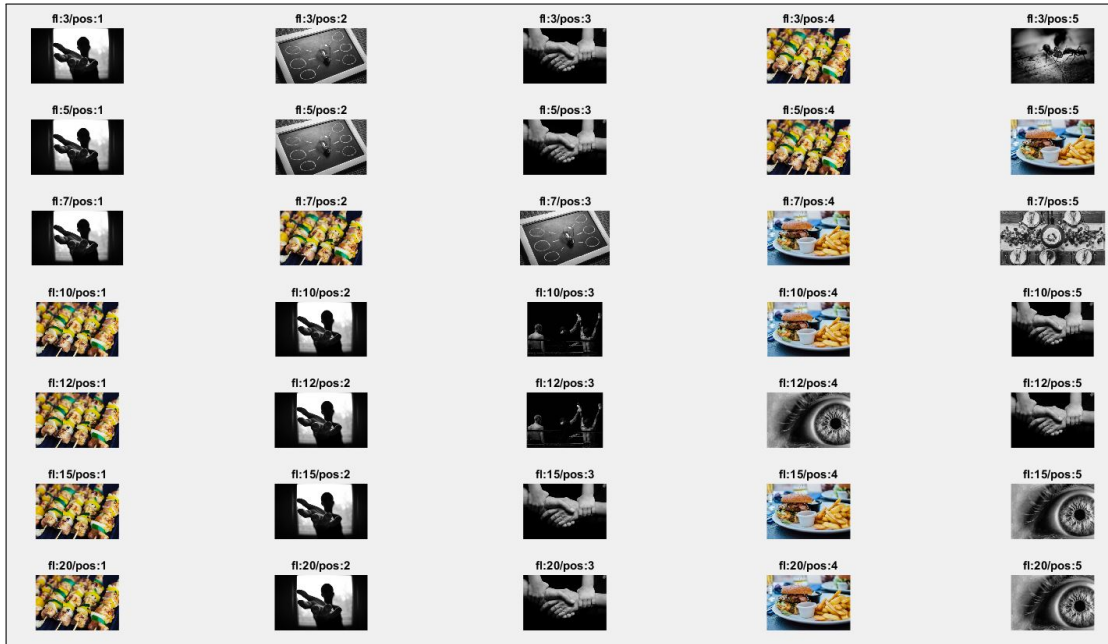 fl:3/pos:1 fl:3/pos:2 fl:3/pos:3 fl:3/pos:4 fl:3/pos:5
fl:5/pos:1 fl:5/pos:2 fl:5/pos:3 fl:5/pos:4 fl:5/pos:5
fl:7/pos:1 fl:7/pos:2 fl:7/pos:3 fl:7/pos:4 fl:7/pos:5
fl:10/pos:1 fl:10/pos:2 fl:10/pos:3 fl:10/pos:4 fl:10/pos:5
fl:12/pos:1 fl:12/pos:2 fl:12/pos:3 fl:12/pos:4 fl:12/pos:5
fl:15/pos:1 fl:15/pos:2 fl:15/pos:3 fl:15/pos:4 fl:15/pos:5
fl:20/pos:1 fl:20/pos:2 fl:20/pos:3 fl:20/pos:4 fl:20/pos:5